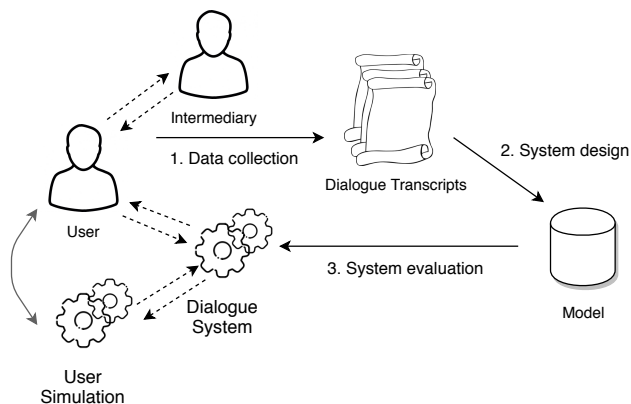 Intermediary
1. Data collection
Dialogue Transcripts
2. System design
User
3. System evaluation
Model
Dialogue
System
User
Simulation